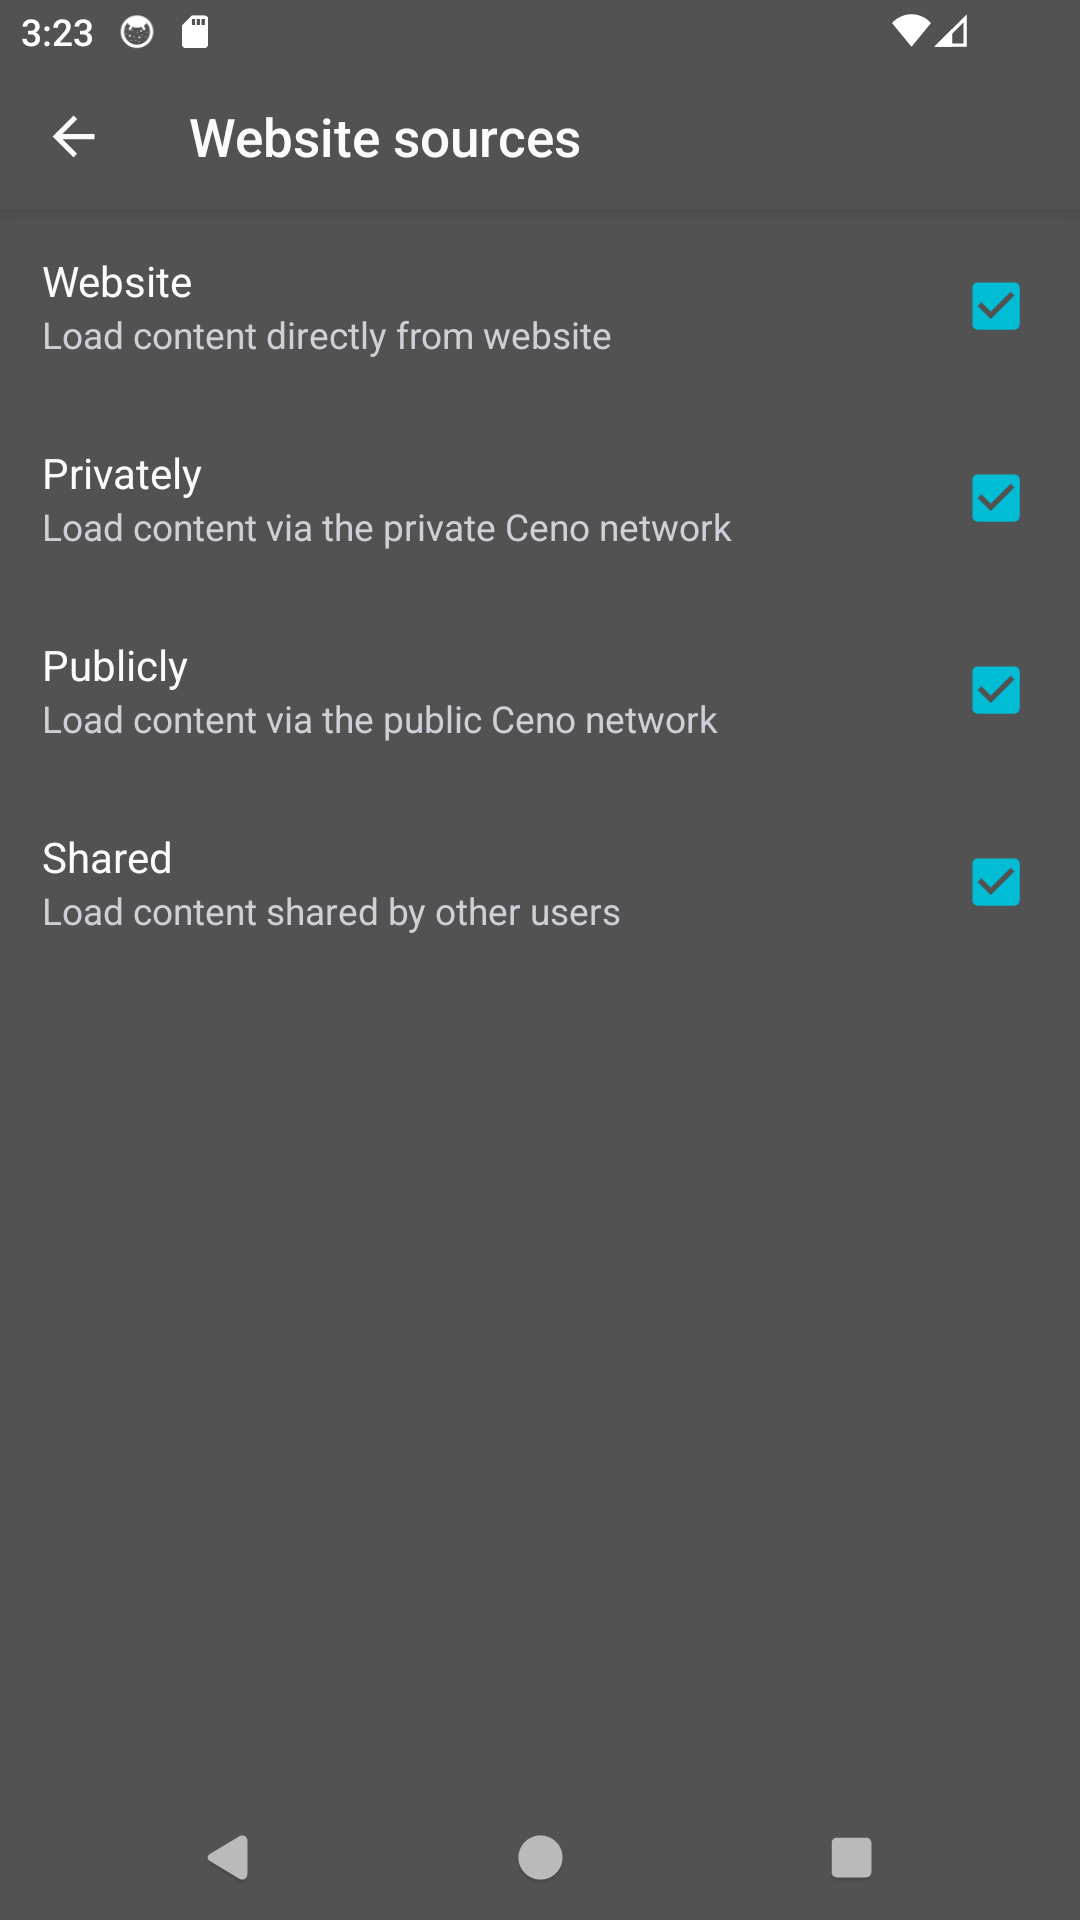 3:23
Website sources
Website
Load content directly from website
Privately
Load content via the private Ceno network
Publicly
Load content via the public Ceno network
Shared
Load content shared by other users